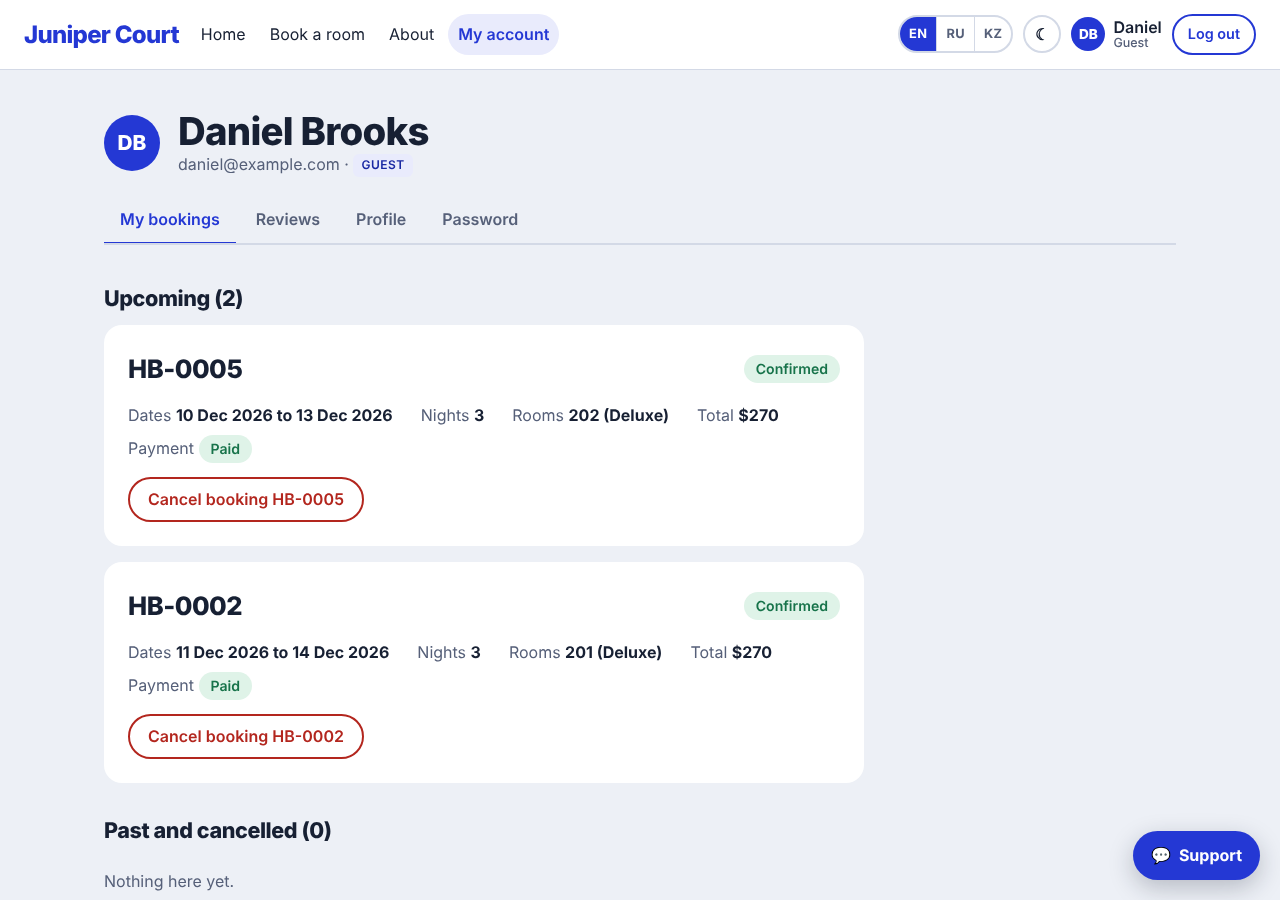 Juniper Court Home Book a room About My account EN RU KZ DB Daniel Guest Log out
DB Daniel Brooks
daniel@example.com · GUEST
My bookings Reviews Profile Password
Upcoming (2)
HB-0005 Confirmed
Dates 10 Dec 2026 to 13 Dec 2026 Nights 3 Rooms 202 (Deluxe) Total $270
Payment Paid
Cancel booking HB-0005
HB-0002 Confirmed
Dates 11 Dec 2026 to 14 Dec 2026 Nights 3 Rooms 201 (Deluxe) Total $270
Payment Paid
Cancel booking HB-0002
Past and cancelled (0)
Support
Nothing here yet.